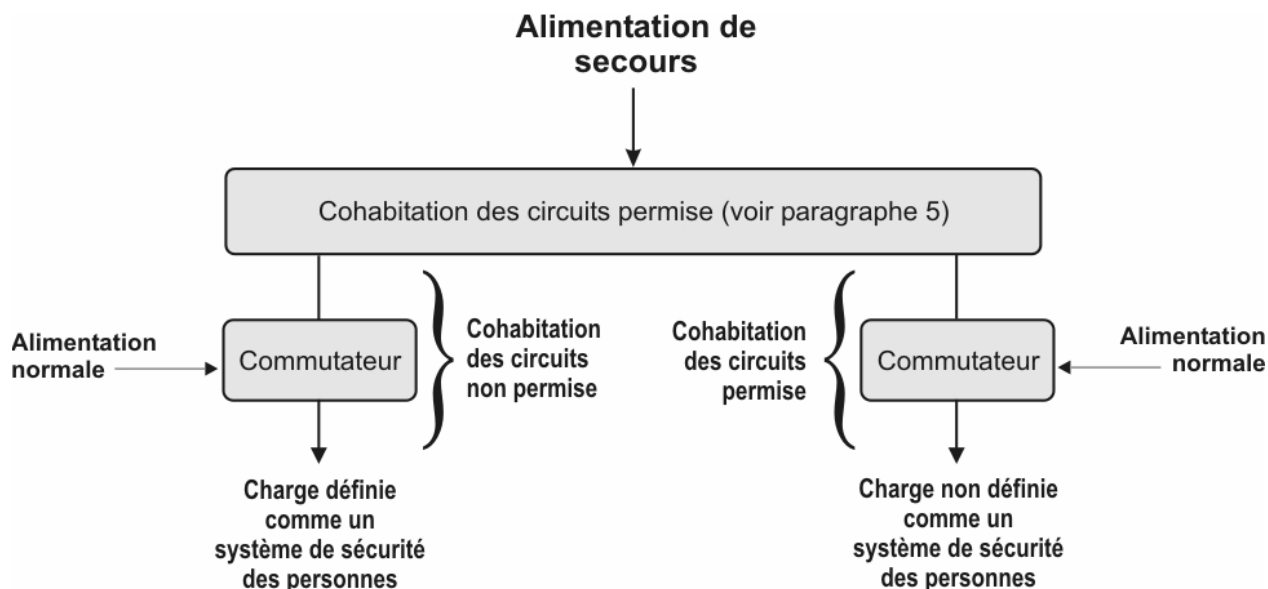 Alimentation de
secours
Cohabitation des circuits permise (voir paragraphe 5)
Alimentation
normale
Commutateur
Cohabitation
des circuits
non permise
Cohabitation
des circuits
permise
Commutateur
Alimentation
normale
Charge définie
comme un
système de sécurité
des personnes
Charge non définie
comme un
système de sécurité
des personnes